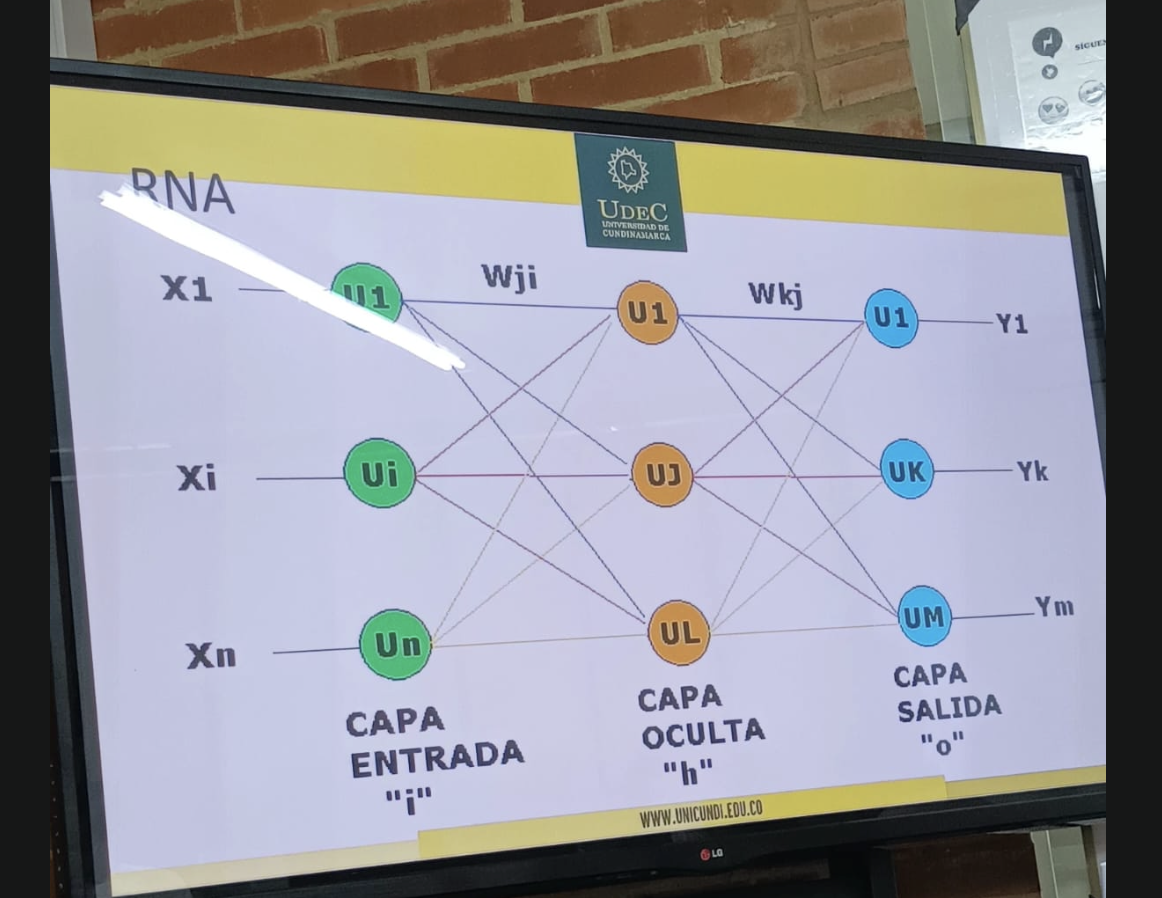 SÍGUEN
RNA
UDEC
UNIVERSIDAD DE
CUNDINAMARCA
Wji
Wkj
X1
U1
U1
U1
Y1
Xi
Ui
UJ
UK
Yk
Xn
Un
UL
UM
Ym
CAPA
ENTRADA
"i"
CAPA
OCULTA
"h"
CAPA
SALIDA
"o"
WWW.UNICUNDI.EDU.CO
LG